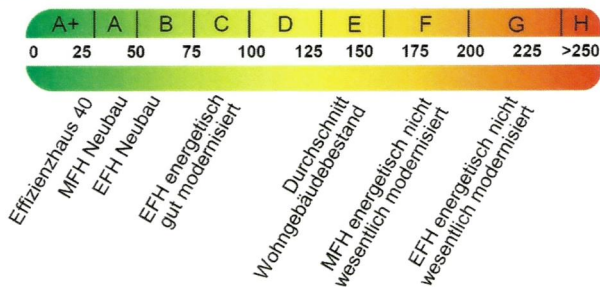 A+ A B C D E F G H
0 25 50 75 100 125 150 175 200 225 >250
Effizienzhaus 40
MFH Neubau
EFH Neubau
EFH energetisch
gut modernisiert
Durchschnitt
Wohngebäudebestand
MFH energetisch nicht
wesentlich modernisiert
EFH energetisch nicht
wesentlich modernisiert